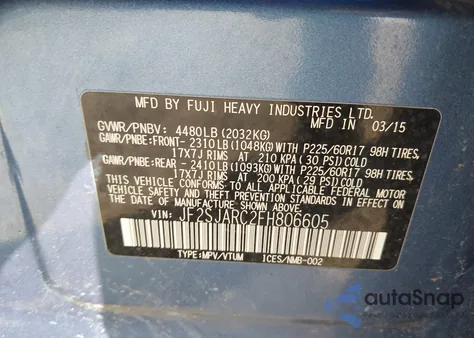 MFD BY FUJI HEAVY INDUSTRIES LTD.
IN 03/15
GVWR/PNBV: 4480LB (2032KG)
GAWR/PNBE:FRONT- 2310LB (1048KG) WITH P225/60R17 98H TIRES,
17X7J RIMS AT 210 KPA (30 PSI) COLD
GAWR/PNBE:REAR -2410LB (1093KG) WITH P225/60R17 98H TIRES,
17X7J RIMS AT 200 KPA (29 PSI) COLD
THIS VEHICLE CONFORMS TO ALL APPLICABLE FEDERAL MOTOR
VEHICLE SAFETY, BUMPER, AND THEFT PREVENTION STANDARDS
IN EFFECT ON THE DATE OF MANUFACTURE SHOWN ABOVE.
VIN: JF2SJARC2FH806605
TYPE:MPV/VTUM ICES/NMB-002
autoSnap